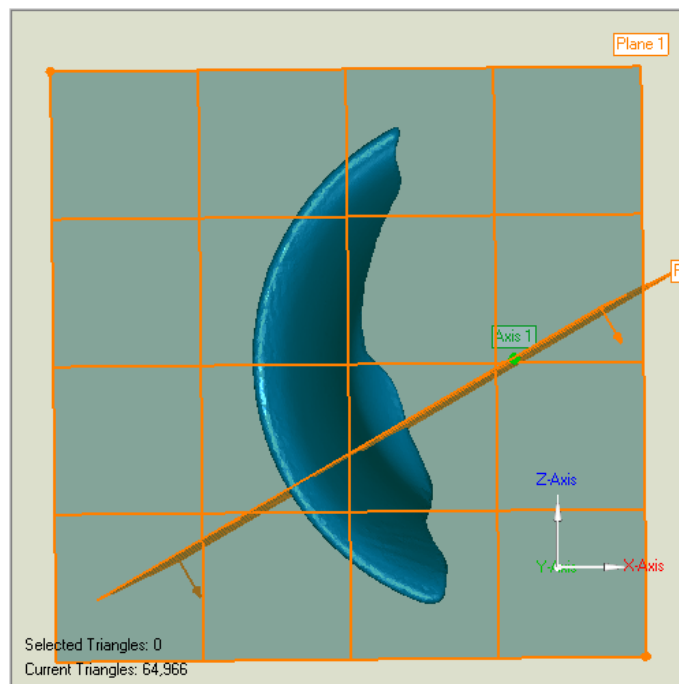 Plane 1
Axis 1
Z-Axis
Y-Axis
X-Axis
Selected Triangles: 0
Current Triangles: 64,966